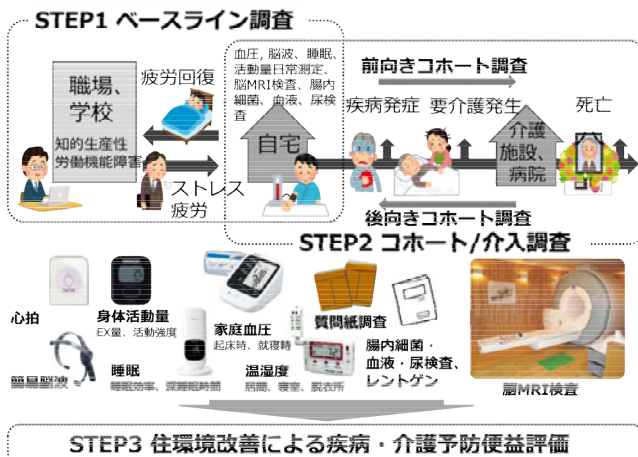 STEP1 ベースライン調査
職場、
学校
知的生産性
労働機能障害
疲労回復
ストレス
疲労
血圧, 脳波、睡眠、
活動量日常測定、
脳MRI検査、腸内
細菌、血液、尿検
査
自宅
前向きコホート調査
疾病発症
要介護発生
死亡
介護
施設、
病院
後向きコホート調査
STEP2 コホート/介入調査
心拍
身体活動量
EX量、活動強度
家庭血圧
起床時、就寝時
質問紙調査
腸内細菌・
血液・尿検査、
レントゲン
簡易脳波
睡眠
睡眠効率、深睡眠時間
温湿度
居間、寝室、脱衣所
脳MRI検査
STEP3 住環境改善による疾病・介護予防便益評価